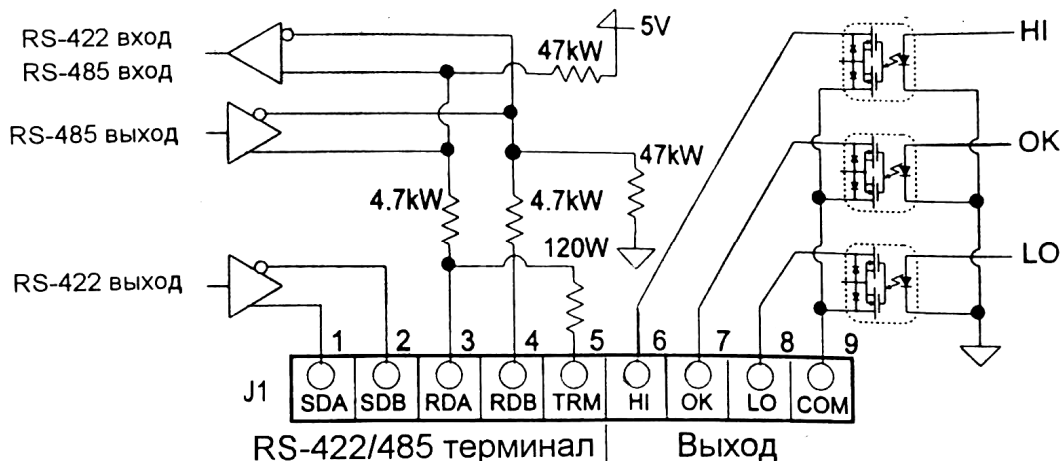 RS-422 вход
RS-485 вход
47kW
5V
RS-485 выход
4.7kW
4.7kW
47kW
120W
RS-422 выход
HI
OK
LO
1 2 3 4 5 6 7 8 9
J1
SDA SDB RDA RDB TRM HI OK LO COM
RS-422/485 терминал
Выход